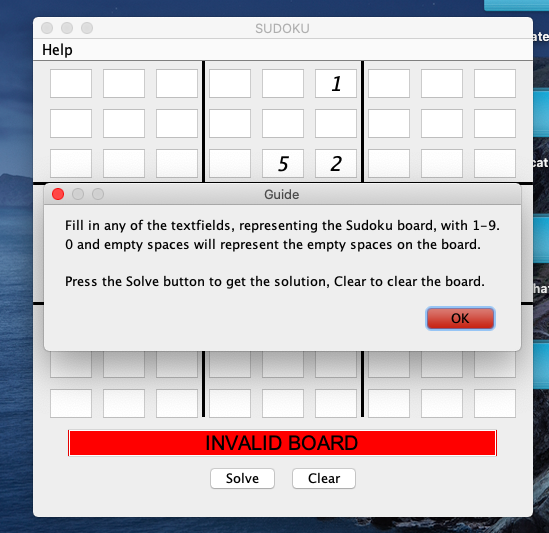 SUDOKU
Help
1
5 2
Guide
Fill in any of the textfields, representing the Sudoku board, with 1-9.
0 and empty spaces will represent the empty spaces on the board.
Press the Solve button to get the solution, Clear to clear the board.
OK
INVALID BOARD
Solve Clear